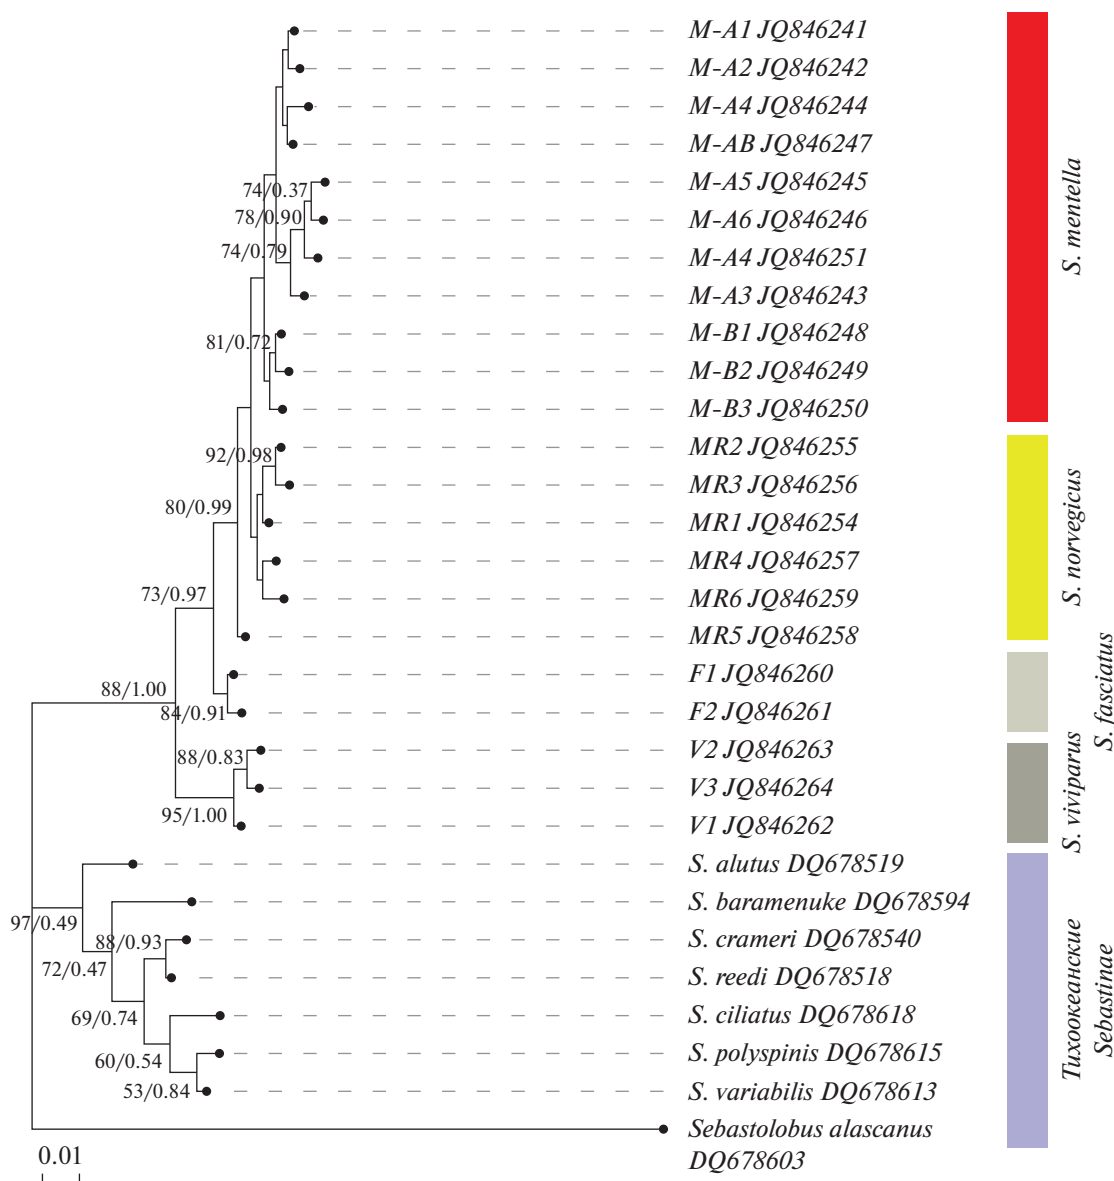 M-A1 JQ846241
M-A2 JQ846242
M-A4 JQ846244
M-AB JQ846247
74/0.37
M-A5 JQ846245
78/0.90
M-A6 JQ846246
74/0.79
M-A4 JQ846251
M-A3 JQ846243
81/0.72
M-B1 JQ846248
M-B2 JQ846249
M-B3 JQ846250
S. mentella
92/0.98
MR2 JQ846255
MR3 JQ846256
80/0.99
MR1 JQ846254
MR4 JQ846257
73/0.97
MR6 JQ846259
MR5 JQ846258
S. norvegicus
88/1.00
F1 JQ846260
84/0.91
F2 JQ846261
S. fasciatus
88/0.83
V2 JQ846263
V3 JQ846264
95/1.00
V1 JQ846262
S. viviparus
S. alutus DQ678519
97/0.49
S. baramenuke DQ678594
88/0.93
S. crameri DQ678540
72/0.47
S. reedi DQ678518
69/0.74
S. ciliatus DQ678618
60/0.54
S. polyspinis DQ678615
53/0.84
S. variabilis DQ678613
Sebastolobus alascanus
DQ678603
Тихоокеанские
Sebastinae
0.01